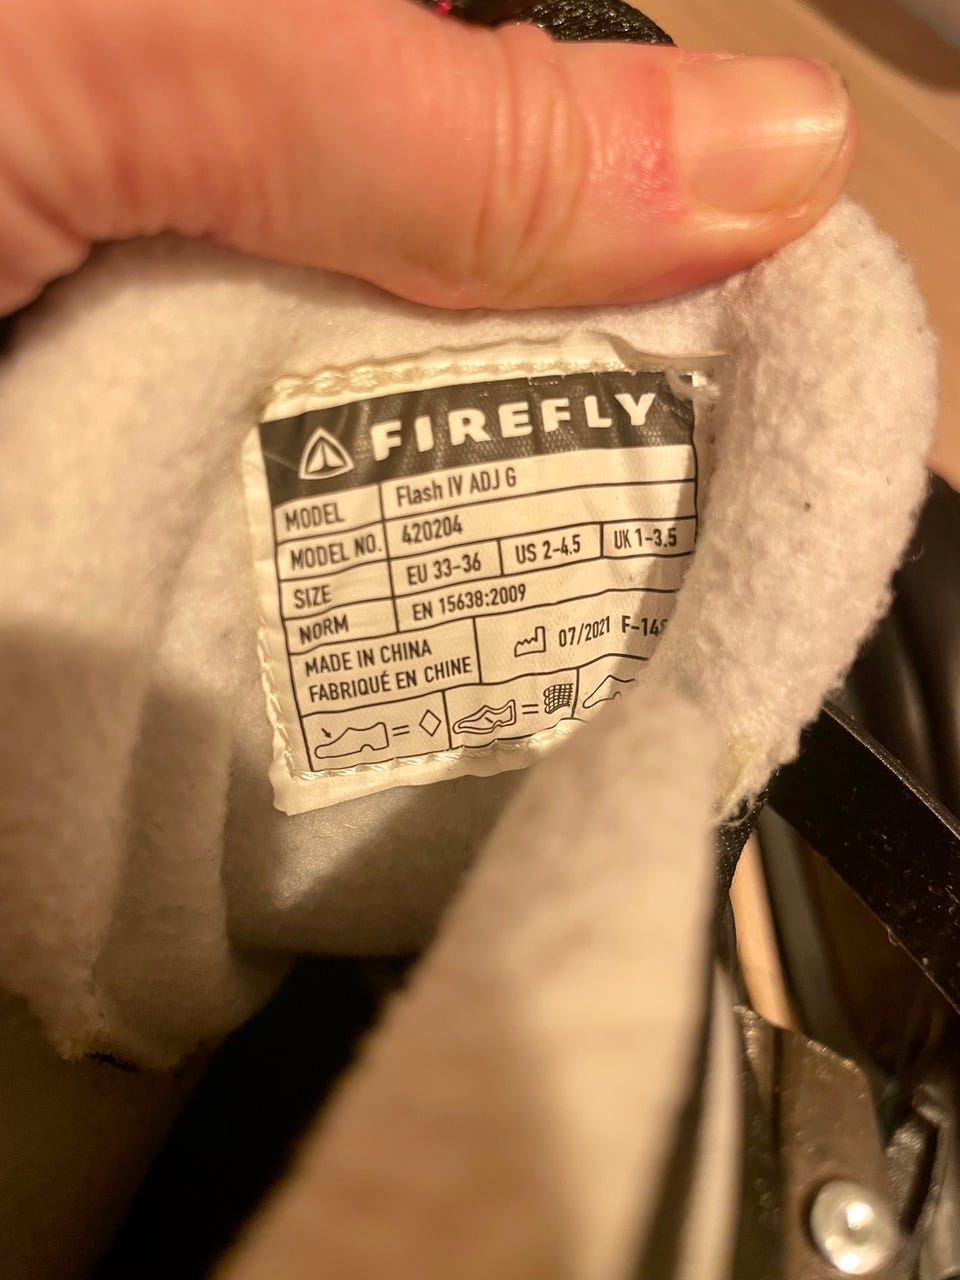 FIREFLY
MODEL Flash IV ADJ G
MODEL NO. 420204
SIZE EU 33-36 US 2-4.5 UK 1-3.5
NORM EN 15638:2009
MADE IN CHINA
FABRIQUÉ EN CHINE
07/2021